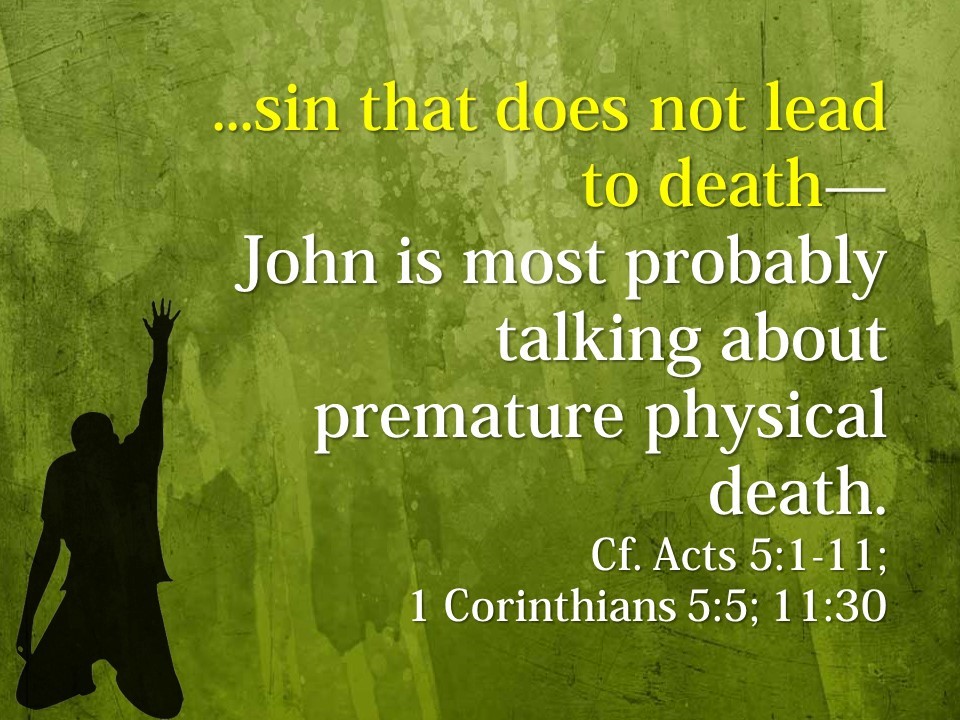 ...sin that does not lead
to death—
John is most probably
talking about
premature physical
death.
Cf. Acts 5:1-11;
1 Corinthians 5:5; 11:30